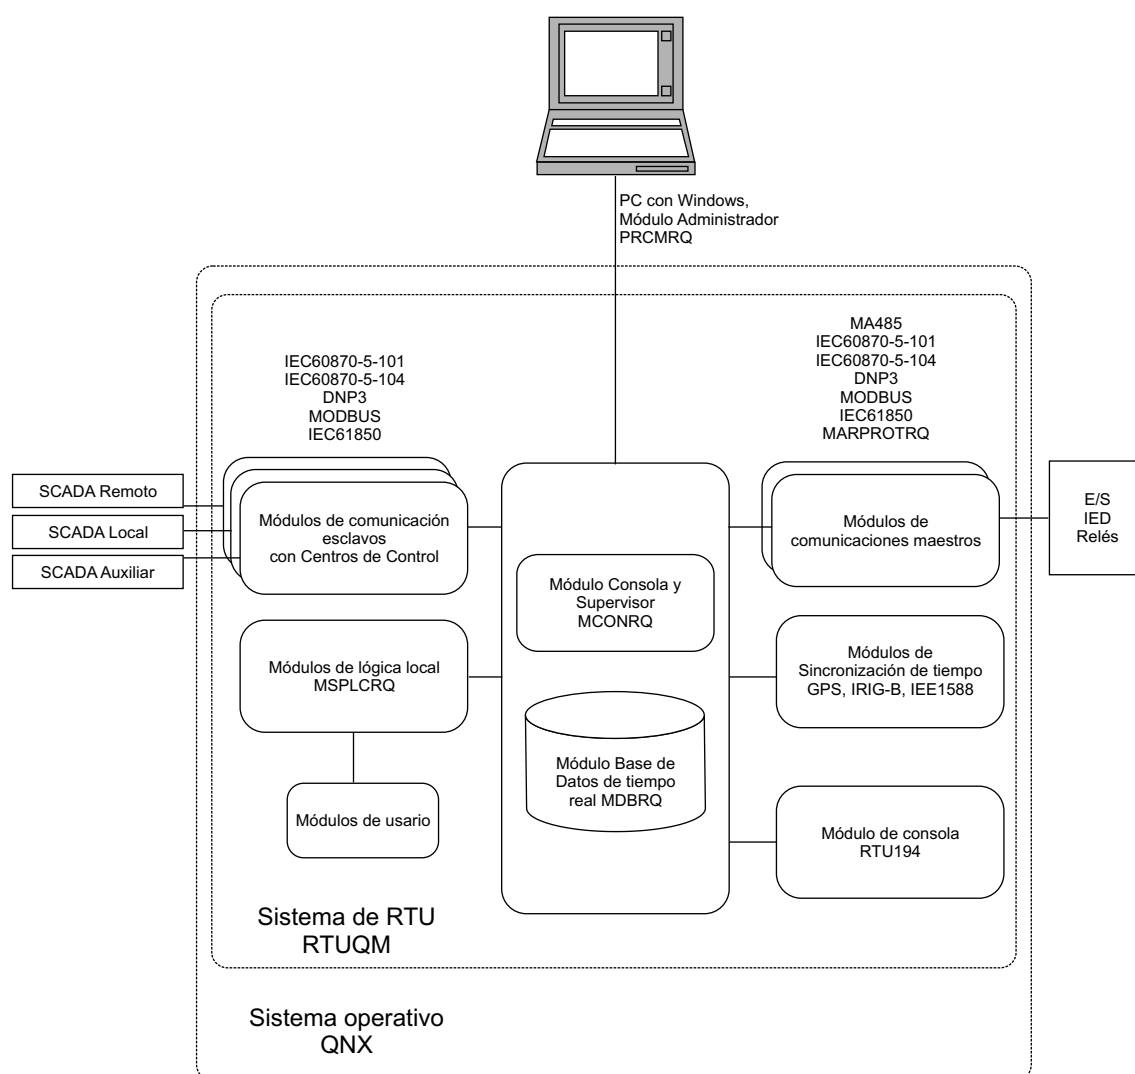 PC con Windows,
Módulo Administrador
PRCMRQ
IEC60870-5-101
IEC60870-5-104
DNP3
MODBUS
IEC61850
MA485
IEC60870-5-101
IEC60870-5-104
DNP3
MODBUS
IEC61850
MARPROTRQ
SCADA Remoto
SCADA Local
SCADA Auxiliar
Módulos de comunicación
esclavos
con Centros de Control
Módulos de
comunicaciones maestros
E/S
IED
Relés
Módulo Consola y
Supervisor
MCONRQ
Módulos de lógica local
MSPLCRQ
Módulos de
Sincronización de tiempo
GPS, IRIG-B, IEE1588
Módulo Base de
Datos de tiempo
real MDBRQ
Módulos de usario
Módulo de consola
RTU194
Sistema de RTU
RTUQM
Sistema operativo
QNX